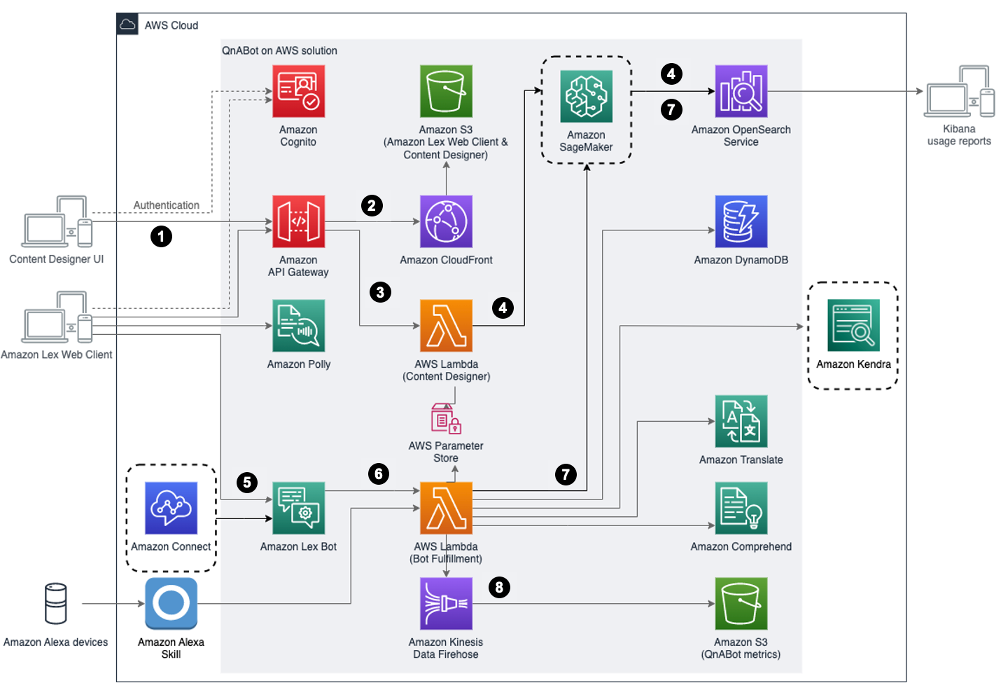 AWS Cloud
QnABot on AWS solution
Amazon
Cognito
Amazon S3
(Amazon Lex Web Client &
Content Designer)
Amazon
SageMaker
4
7
Amazon OpenSearch
Service
Kibana
usage reports
Authentication
1
Content Designer UI
Amazon
API Gateway
2
Amazon CloudFront
Amazon DynamoDB
3
4
Amazon Lex Web Client
Amazon Polly
AWS Lambda
(Content Designer)
Amazon Kendra
AWS Parameter
Store
Amazon Translate
5
6
7
Amazon Connect
Amazon Lex Bot
AWS Lambda
(Bot Fulfillment)
Amazon Comprehend
8
Amazon Alexa devices
Amazon Alexa
Skill
Amazon Kinesis
Data Firehose
Amazon S3
(QnABot metrics)